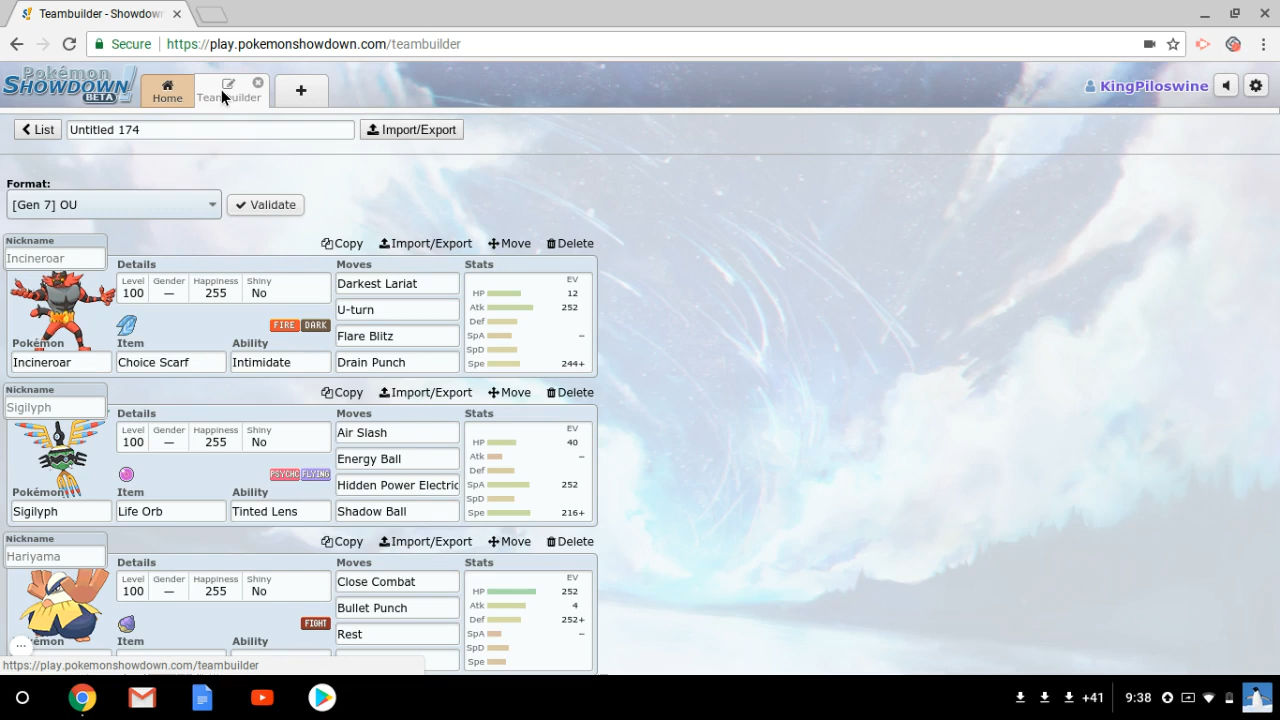 Teambuilder - Showdown
Secure https://play.pokemonshowdown.com/teambuilder
Pokémon
SHOWDOWN!
BETA
Home
Teambuilder
KingPiloswine
List
Untitled 174
Import/Export
Format:
[Gen 7] OU
Validate
Nickname
Incineroar
Copy Import/Export Move Delete
Details
Level Gender Happiness Shiny
100 — 255 No
FIRE DARK
Pokémon Item Ability
Incineroar Choice Scarf Intimidate
Moves
Darkest Lariat
U-turn
Flare Blitz
Drain Punch
Stats
EV
HP 12
Atk 252
Def
SpA –
SpD
Spe 244+
Nickname
Sigilyph
Copy Import/Export Move Delete
Details
Level Gender Happiness Shiny
100 — 255 No
PSYCHC FLYING
Pokémon Item Ability
Sigilyph Life Orb Tinted Lens
Moves
Air Slash
Energy Ball
Hidden Power Electric
Shadow Ball
Stats
EV
HP 40
Atk –
Def
SpA 252
SpD
Spe 216+
Nickname
Hariyama
Copy Import/Export Move Delete
Details
Level Gender Happiness Shiny
100 — 255 No
FIGHT
Item Ability
Moves
Close Combat
Bullet Punch
Rest
Stats
EV
HP 252
Atk 4
Def 252+
SpA –
SpD
Spe
https://play.pokemonshowdown.com/teambuilder
+41 9:38